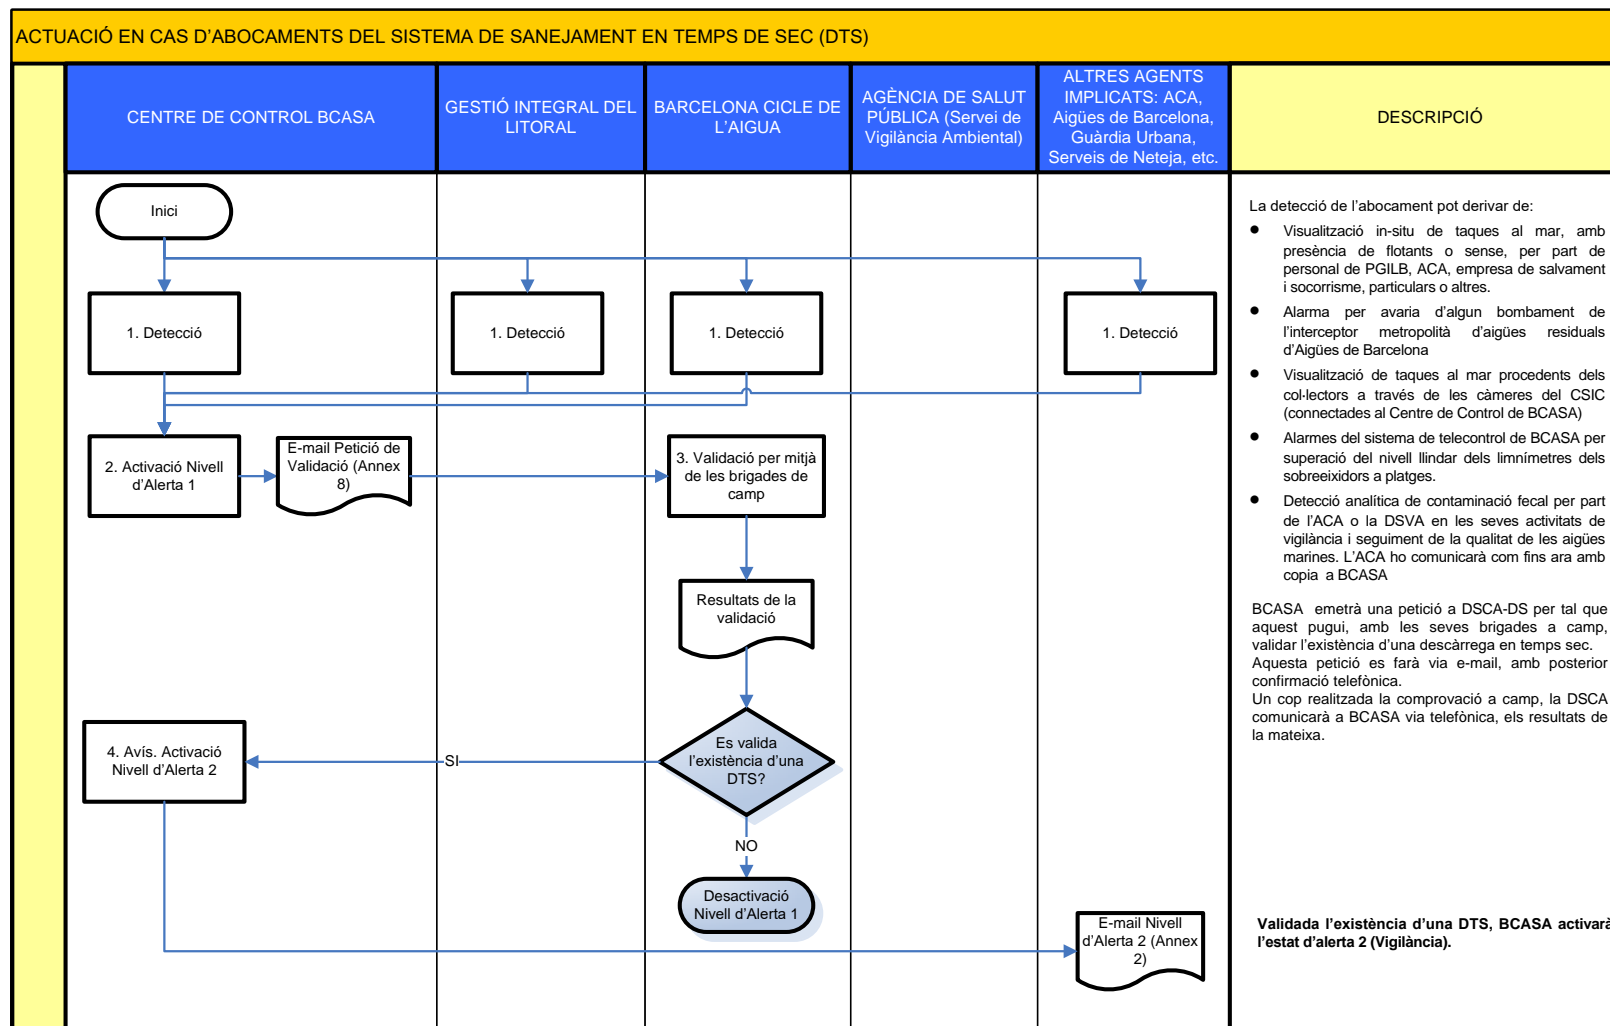 ACTUACIÓ EN CAS D'ABOCAMENTS DEL SISTEMA DE SANEJAMENT EN TEMPS DE SEC (DTS)
CENTRE DE CONTROL BCASA
GESTIÓ INTEGRAL DEL
LITORAL
BARCELONA CICLE DE
L'AIGUA
AGÈNCIA DE SALUT
PÚBLICA (Servei de
Vigilància Ambiental)
ALTRES AGENTS
IMPLICATS: ACA,
Aigües de Barcelona,
Guàrdia Urbana,
Serveis de Neteja, etc.
DESCRIPCIÓ
Inici
1. Detecció
1. Detecció
1. Detecció
1. Detecció
2. Activació Nivell
d'Alerta 1
E-mail Petició de
Validació (Annex
8)
3. Validació per mitjà
de les brigades de
camp
Resultats de la
validació
Es valida
l'existència d'una
DTS?
SI
4. Avís. Activació
Nivell d'Alerta 2
NO
Desactivació
Nivell d'Alerta 1
E-mail Nivell
d'Alerta 2 (Annex
2)
La detecció de l'abocament pot derivar de:
● Visualització in-situ de taques al mar, amb
presència de flotants o sense, per part de
personal de PGILB, ACA, empresa de salvament
i socorrisme, particulars o altres.
● Alarma per avaria d'algun bombament de
l'interceptor metropolità d'aigües residuals
d'Aigües de Barcelona
● Visualització de taques al mar procedents dels
col·lectors a través de les càmeres del CSIC
(connectades al Centre de Control de BCASA)
● Alarmes del sistema de telecontrol de BCASA per
superació del nivell llindar dels limnímetres dels
sobreeixidors a platges.
● Detecció analítica de contaminació fecal per part
de l'ACA o la DSVA en les seves activitats de
vigilància i seguiment de la qualitat de les aigües
marines. L'ACA ho comunicarà com fins ara amb
copia a BCASA
BCASA emetrà una petició a DSCA-DS per tal que
aquest pugui, amb les seves brigades a camp,
validar l'existència d'una descàrrega en temps sec.
Aquesta petició es farà via e-mail, amb posterior
confirmació telefònica.
Un cop realitzada la comprovació a camp, la DSCA
comunicarà a BCASA via telefònica, els resultats de
la mateixa.
Validada l'existència d'una DTS, BCASA activarà
l'estat d'alerta 2 (Vigilància).